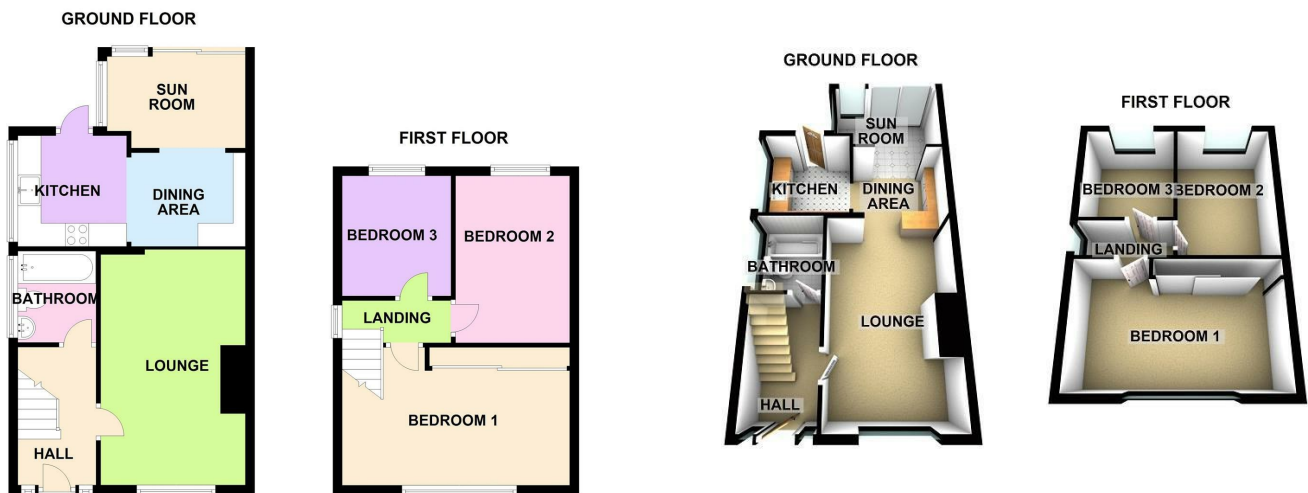 GROUND FLOOR
SUN
ROOM
KITCHEN
DINING
AREA
BATHROOM
LOUNGE
HALL
FIRST FLOOR
BEDROOM 3
BEDROOM 2
LANDING
BEDROOM 1
GROUND FLOOR
SUN
ROOM
KITCHEN
DINING
AREA
BATHROOM
LOUNGE
HALL
FIRST FLOOR
BEDROOM 3
BEDROOM 2
LANDING
BEDROOM 1